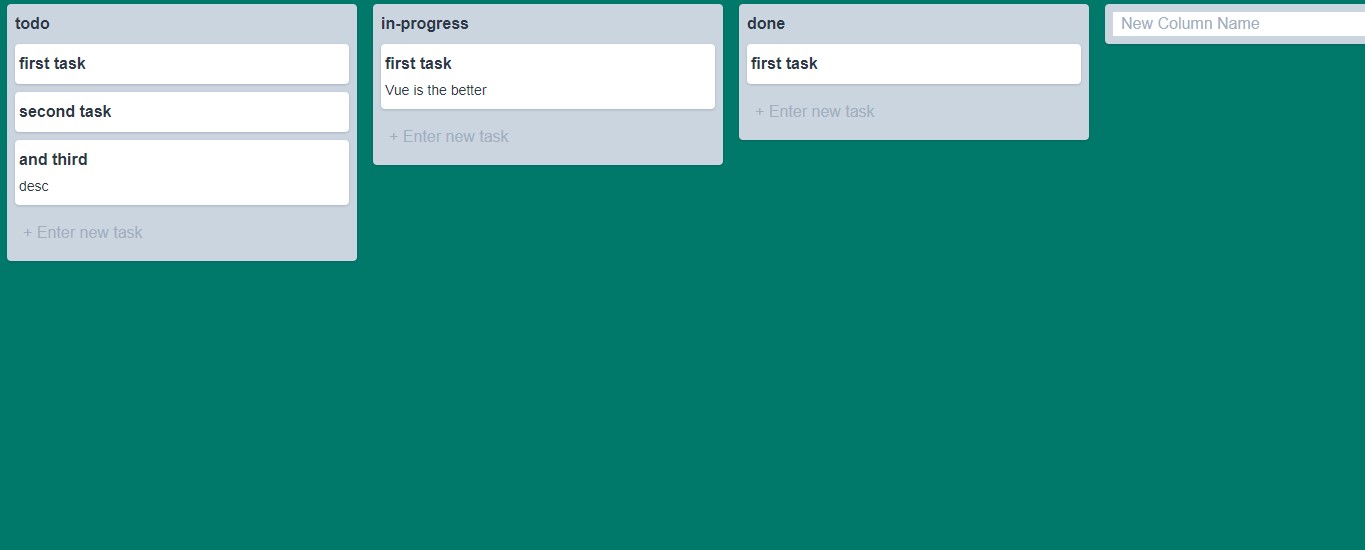 todo
first task
second task
and third
desc
+ Enter new task
in-progress
first task
Vue is the better
+ Enter new task
done
first task
+ Enter new task
New Column Name